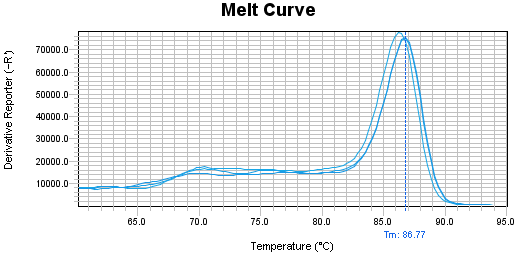 Melt Curve
Derivative Reporter (-R')
70000.0
60000.0
50000.0
40000.0
30000.0
20000.0
10000.0
65.0 70.0 75.0 80.0 85.0 90.0 95.0
Tm: 86.77
Temperature (°C)